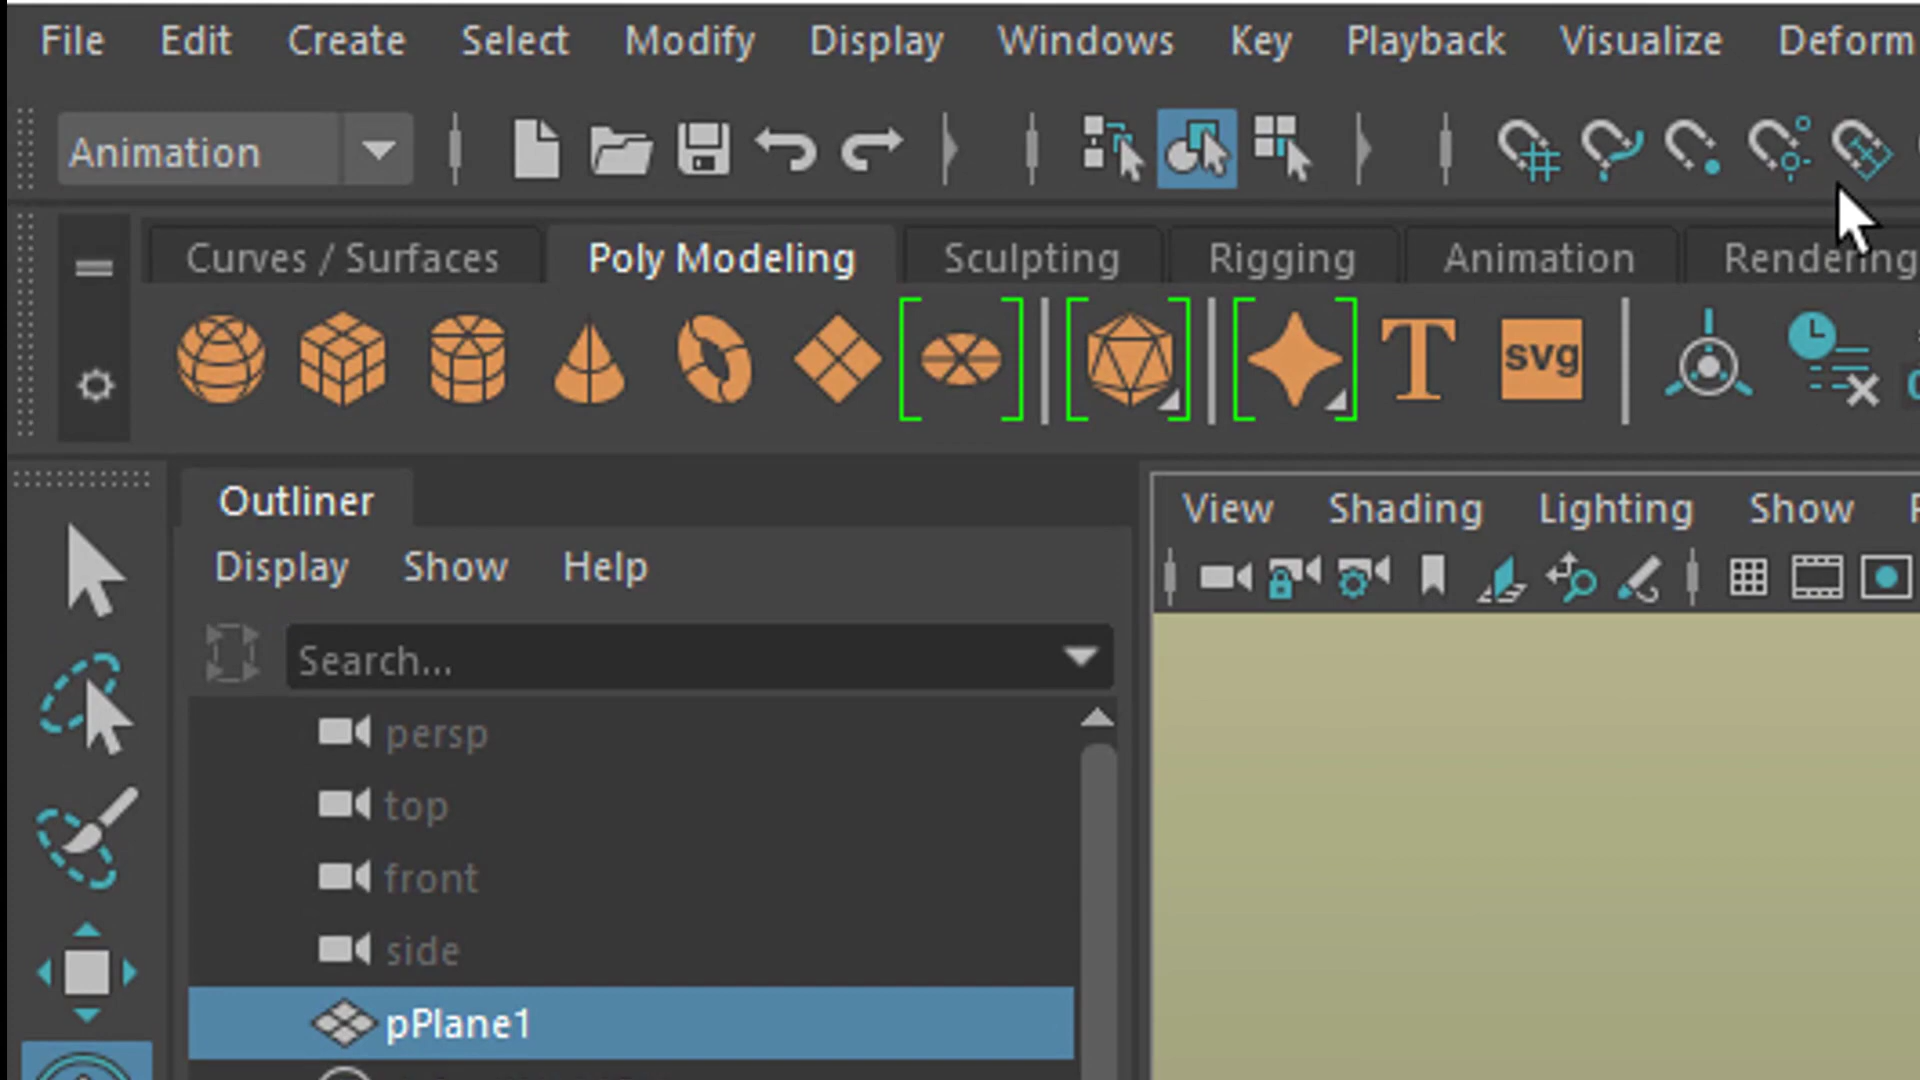 File Edit Create Select Modify Display Windows Key Playback Visualize Deform
Animation
Curves / Surfaces Poly Modeling Sculpting Rigging Animation Rendering
T svg
Outliner
View Shading Lighting Show
Display Show Help
Search...
persp
top
front
side
pPlane1